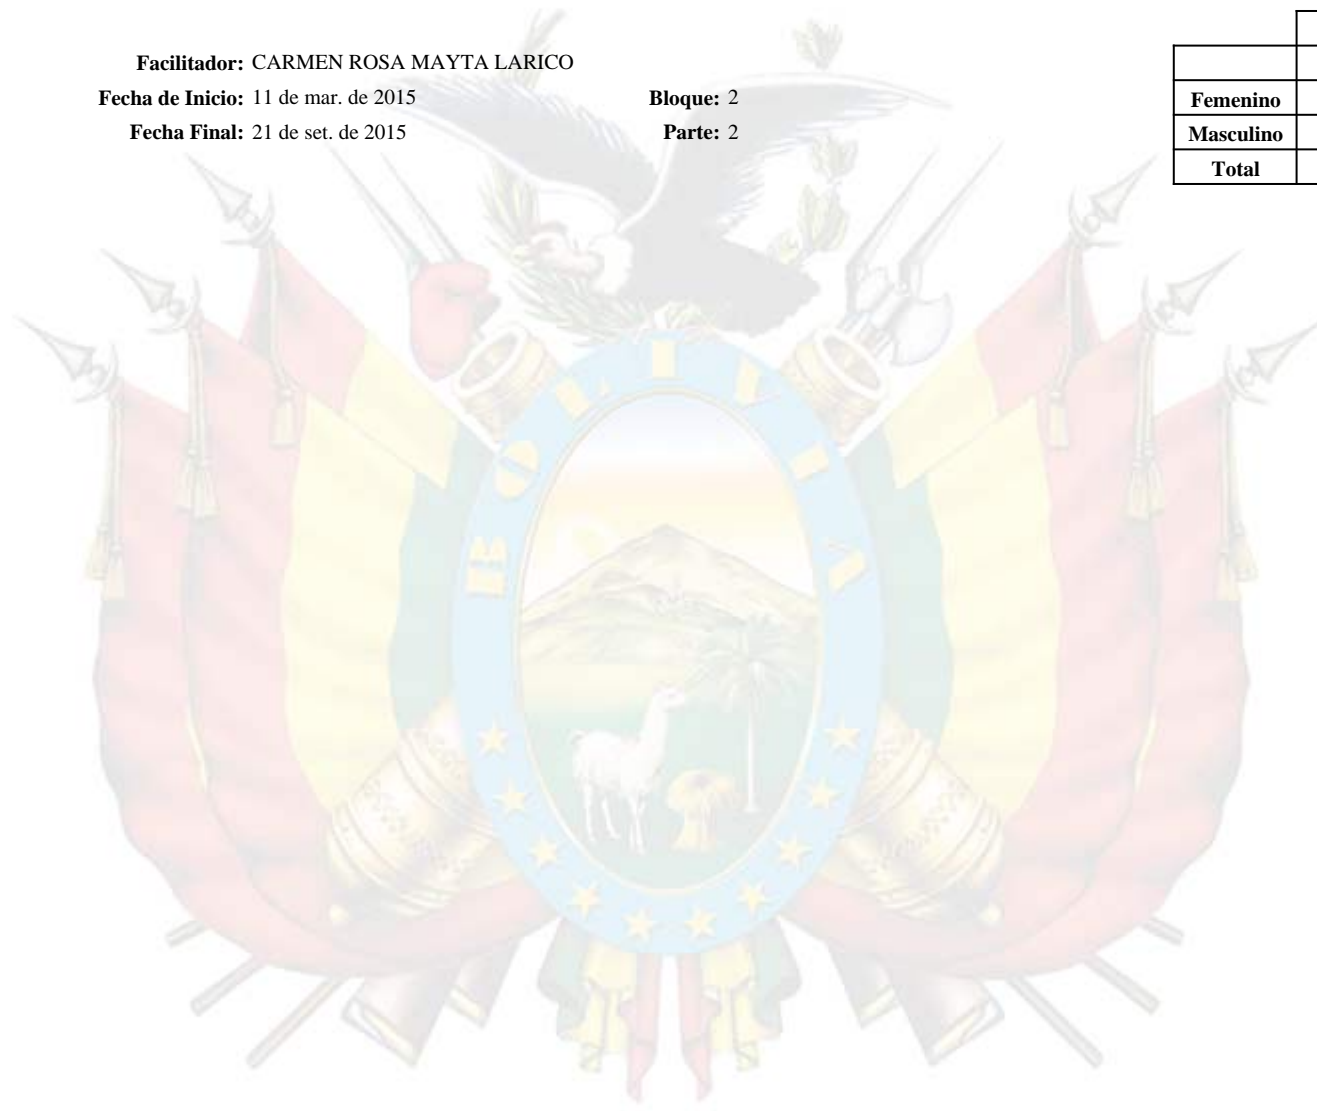 Facilitador: CARMEN ROSA MAYTA LARICO
Fecha de Inicio: 11 de mar. de 2015 Bloque: 2
Fecha Final: 21 de set. de 2015 Parte: 2
Femenino
Masculino
Total
BOLIVIA